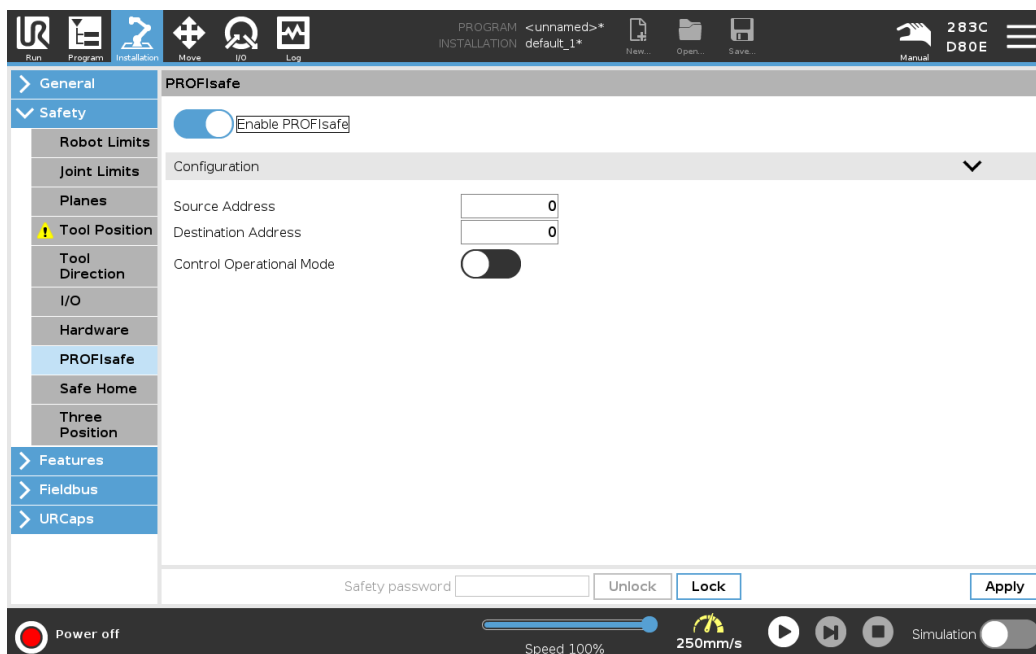 PROGRAM <unnamed>*
INSTALLATION default_1*
283C
D80E
Run Program Installation Move I/O Log New... Open... Save... Manual
General
PROFIsafe
Safety
Enable PROFIsafe
Robot Limits
Configuration
Joint Limits
Planes
Source Address 0
Tool Position
Destination Address 0
Tool
Direction
Control Operational Mode
I/O
Hardware
PROFIsafe
Safe Home
Three
Position
Features
Fieldbus
URCaps
Safety password Unlock Lock Apply
Power off
Speed 100%
250mm/s
Simulation